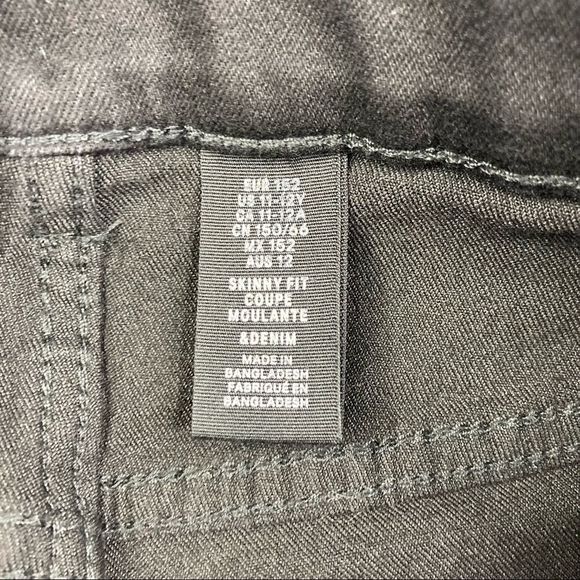 EUR 152
US 11-12Y
CA 11-12A
CN 150/66
MX 152
AUS 12
SKINNY FIT
COUPE
MOULANTE
&DENIM
MADE IN
BANGLADESH
FABRIQUÉ EN
BANGLADESH